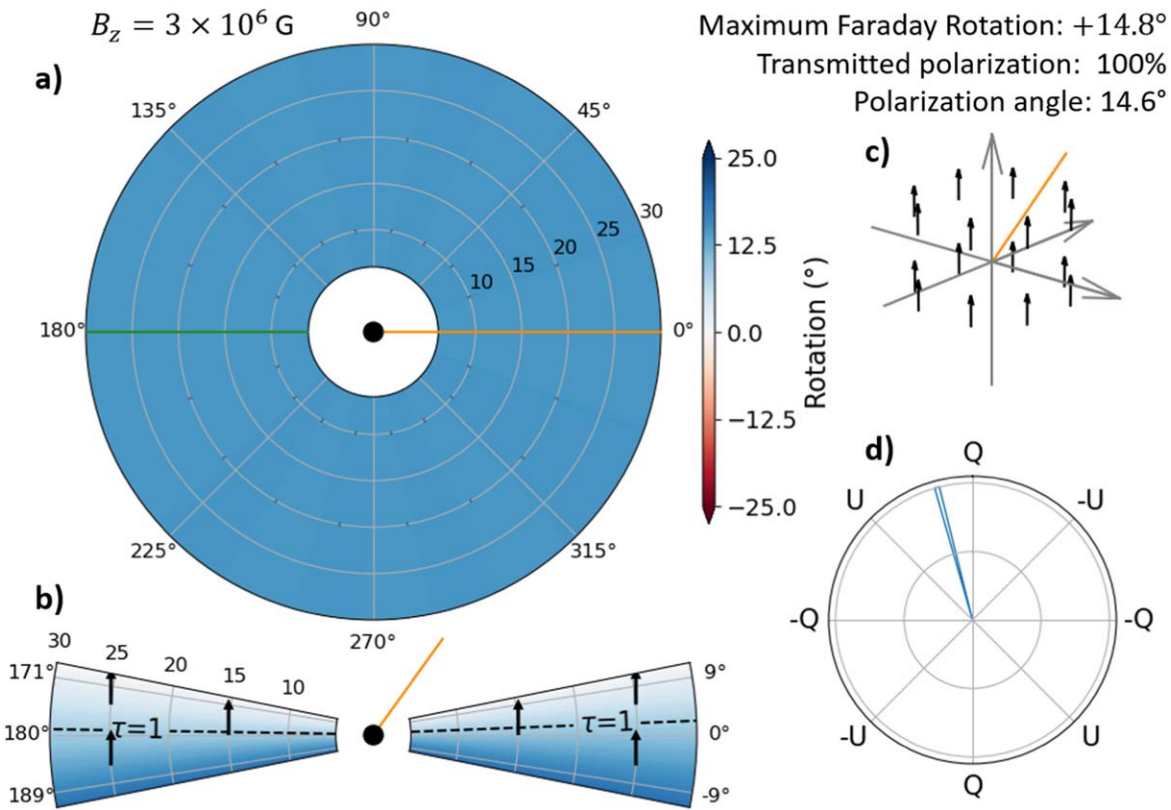 B_z = 3 × 10⁶ G
Maximum Faraday Rotation: +14.8°
Transmitted polarization: 100%
Polarization angle: 14.6°
a)
90°
45°
135°
30
25
20
15
10
180°
0°
225°
315°
270°
25.0
12.5
0.0
−12.5
−25.0
Rotation (°)
c)
b)
30
25
20
15
10
171°
180°
189°
τ=1
τ=1
9°
0°
-9°
d)
Q
U
-U
-Q
-Q
-U
U
Q